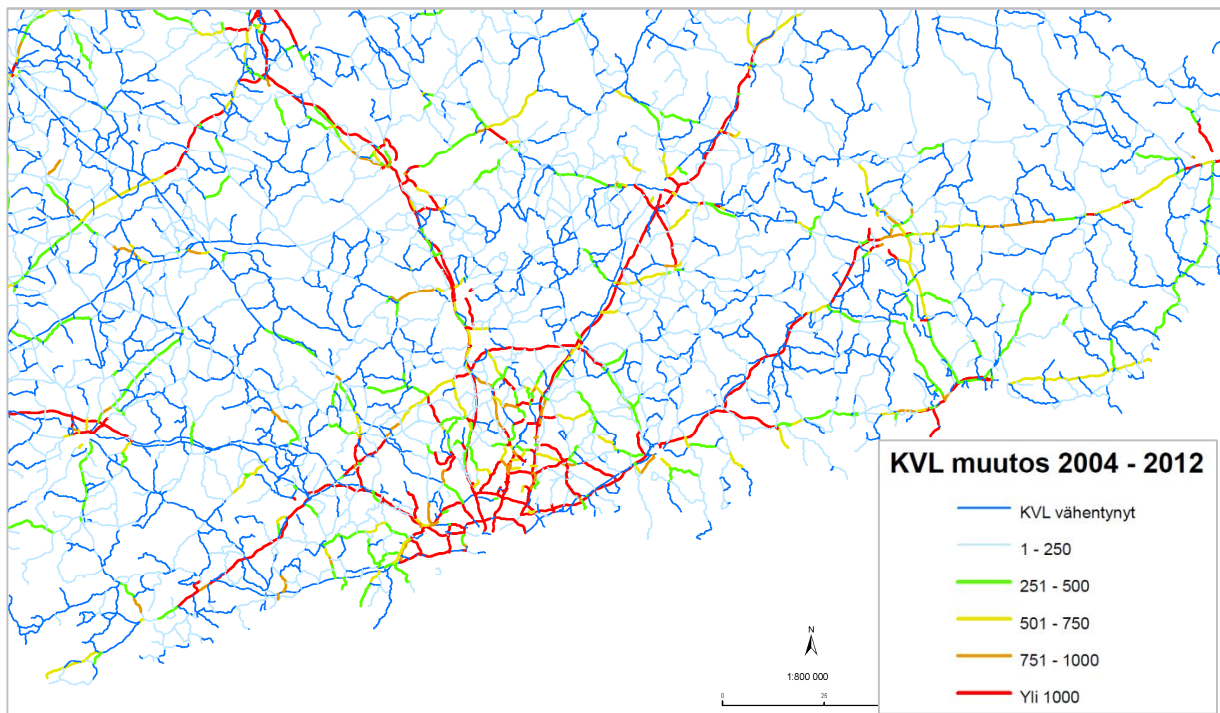 KVL muutos 2004 - 2012
KVL vähentynyt
1 - 250
251 - 500
501 - 750
751 - 1000
Yli 1000
N
1:800 000
0 25